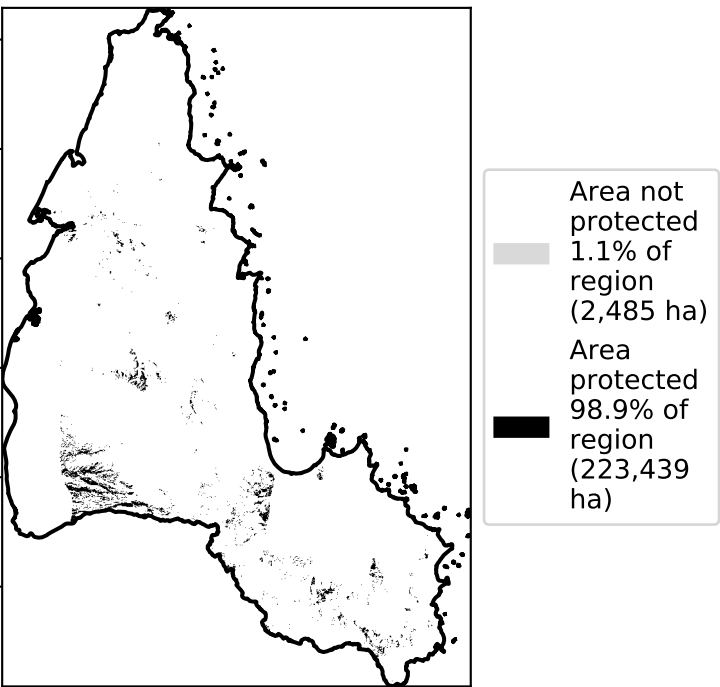 Area not
protected
1.1% of
region
(2,485 ha)
Area
protected
98.9% of
region
(223,439
ha)